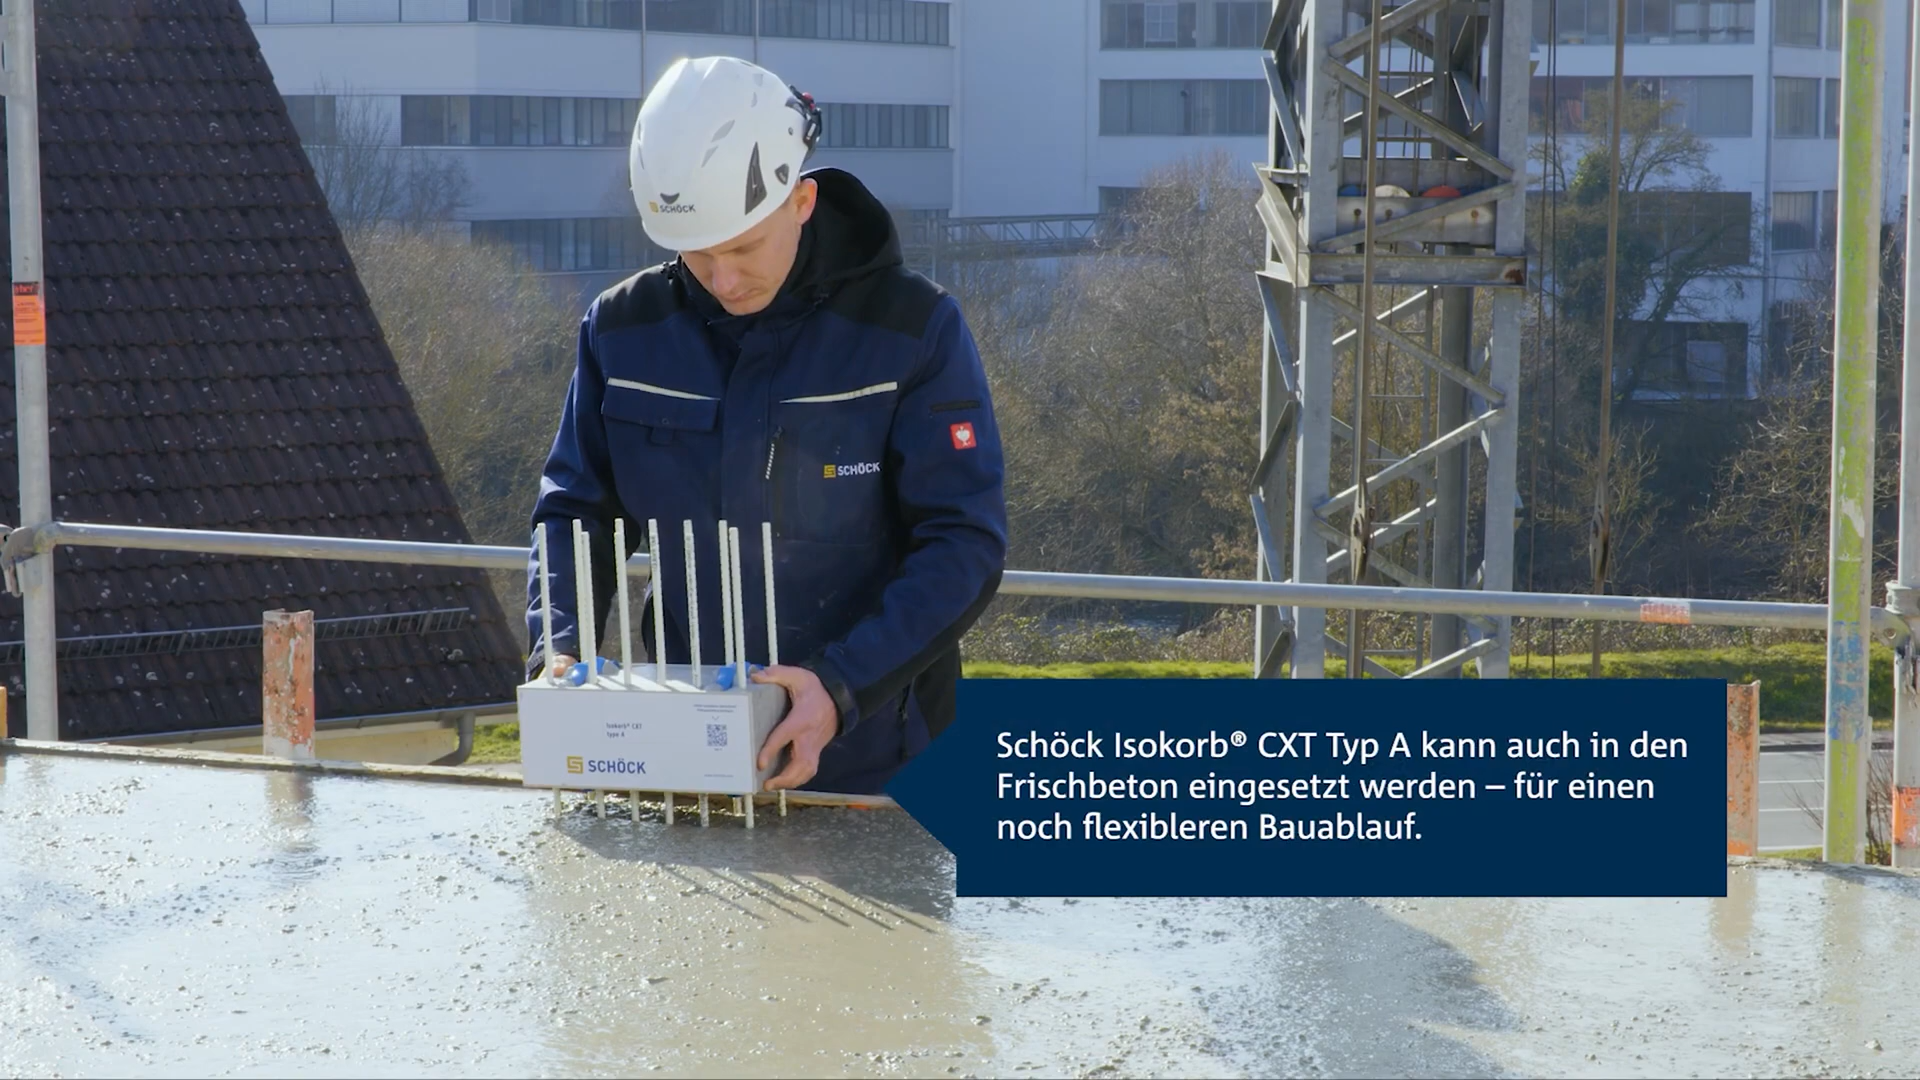 SCHÖCK
SCHÖCK
Isokorb® CXT
Type A
SCHÖCK
Schöck Isokorb® CXT Typ A kann auch in den
Frischbeton eingesetzt werden – für einen
noch flexibleren Bauablauf.